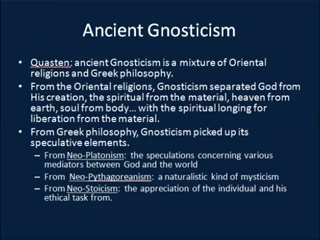 Ancient Gnosticism
• Quasten; ancient Gnosticism is a mixture of Oriental
religions and Greek philosophy.
• From the Oriental religions, Gnosticism separated God from
His creation, the spiritual from the material, heaven from
earth, soul from body… with the spiritual longing for
liberation from the material.
• From Greek philosophy, Gnosticism picked up its
speculative elements.
– From Neo-Platonism: the speculations concerning various
mediators between God and the world
– From Neo-Pythagoreanism: a naturalistic kind of mysticism
– From Neo-Stoicism: the appreciation of the individual and his
ethical task from.